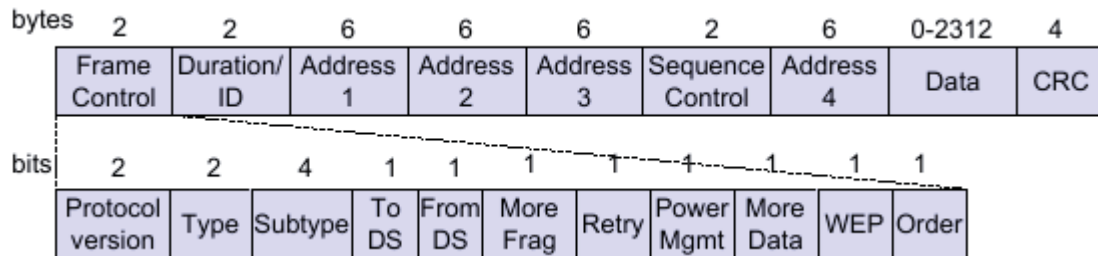 bytes 2 2 6 6 6 2 6 0-2312 4
Frame Control Duration/ ID Address 1 Address 2 Address 3 Sequence Control Address 4 Data CRC
bits 2 2 4 1 1 1 1 1 1 1 1
Protocol version Type Subtype To DS From DS More Frag Retry Power Mgmt More Data WEP Order